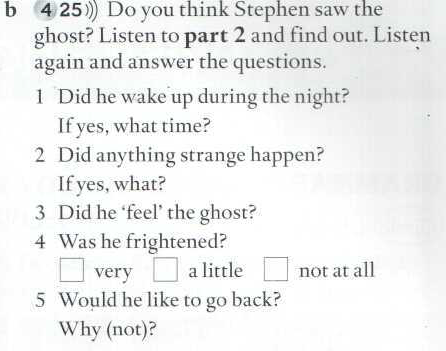 b 4 25))) Do you think Stephen saw the
ghost? Listen to part 2 and find out. Listen
again and answer the questions.
1 Did he wake up during the night?
If yes, what time?
2 Did anything strange happen?
If yes, what?
3 Did he ‘feel’ the ghost?
4 Was he frightened?
very a little not at all
5 Would he like to go back?
Why (not)?